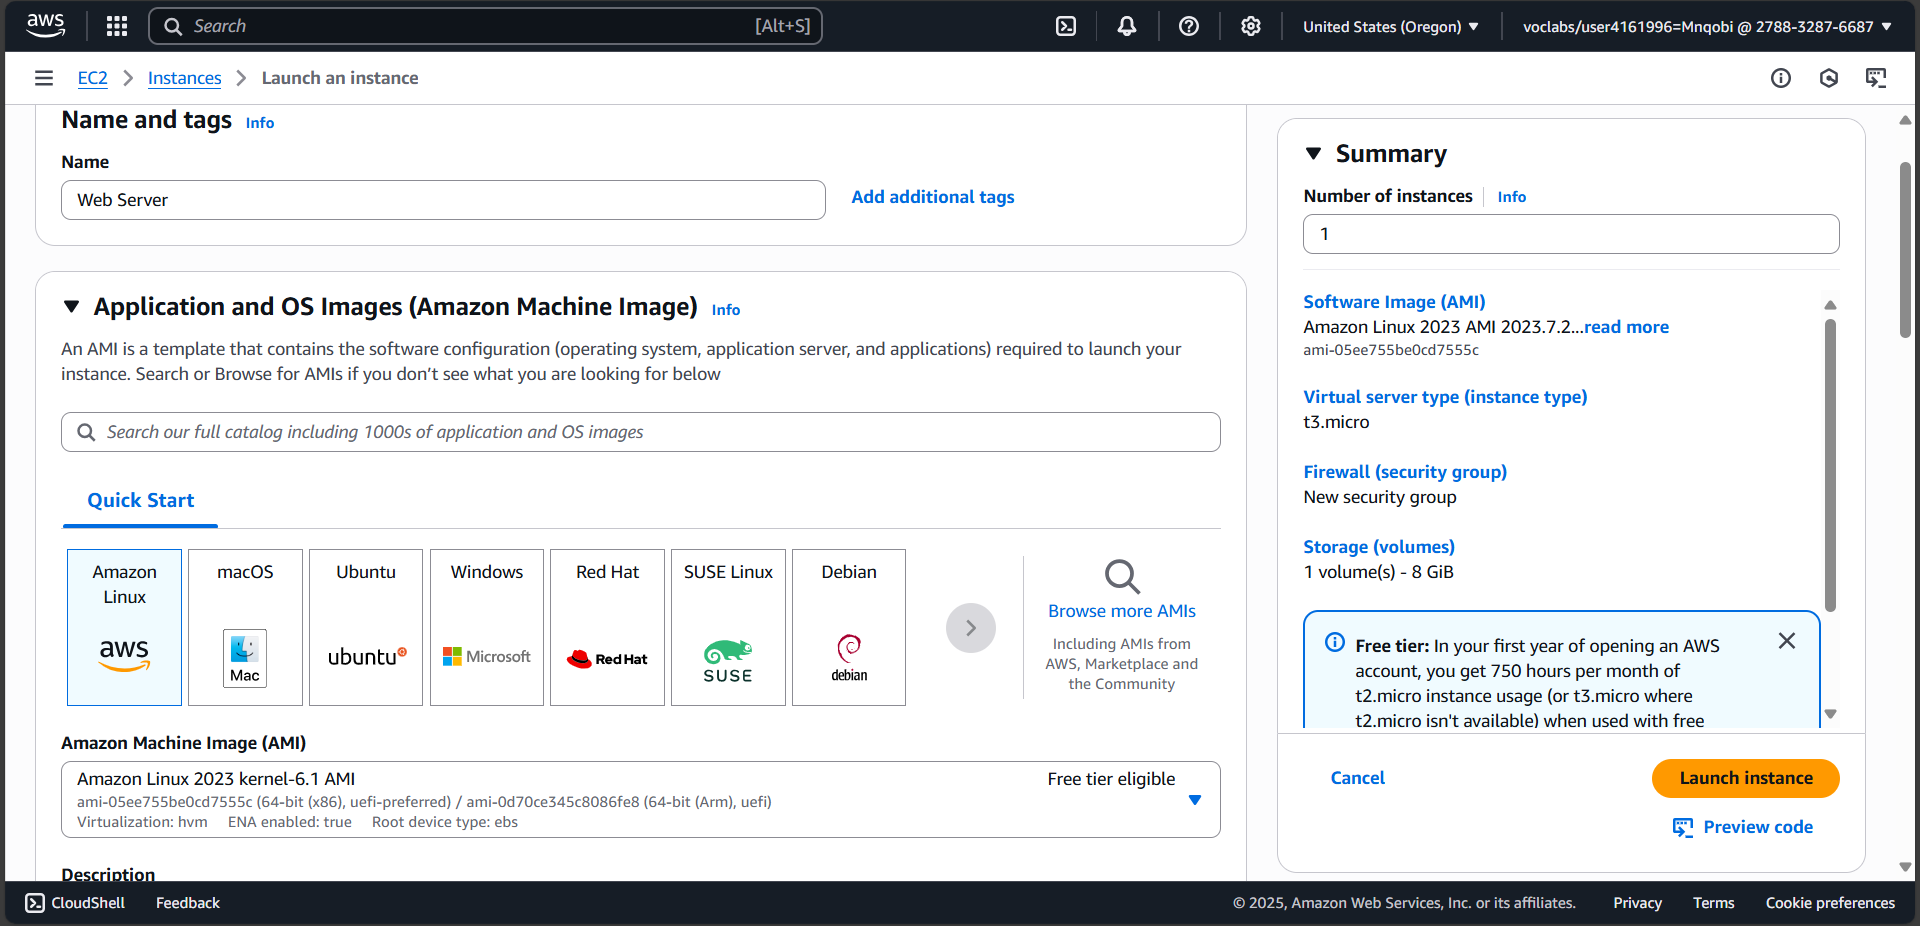 aws
Search
[Alt+S]
United States (Oregon)
voclabs/user4161996=Mnqobi @ 2788-3287-6687
EC2
Instances
Launch an instance
Name and tags
Info
Name
Web Server
Add additional tags
Application and OS Images (Amazon Machine Image)
Info
An AMI is a template that contains the software configuration (operating system, application server, and applications) required to launch your
instance. Search or Browse for AMIs if you don’t see what you are looking for below
Search our full catalog including 1000s of application and OS images
Quick Start
Amazon
Linux
aws
macOS
Mac
Ubuntu
ubuntu
Windows
Microsoft
Red Hat
Red Hat
SUSE Linux
SUSE
Debian
debian
Browse more AMIs
Including AMIs from
AWS, Marketplace and
the Community
Amazon Machine Image (AMI)
Amazon Linux 2023 kernel-6.1 AMI
Free tier eligible
ami-05ee755be0cd7555c (64-bit (x86), uefi-preferred) / ami-0d70ce345c8086fe8 (64-bit (Arm), uefi)
Virtualization: hvm ENA enabled: true Root device type: ebs
Description
Summary
Number of instances
Info
1
Software Image (AMI)
Amazon Linux 2023 AMI 2023.7.2...read more
ami-05ee755be0cd7555c
Virtual server type (instance type)
t3.micro
Firewall (security group)
New security group
Storage (volumes)
1 volume(s) - 8 GiB
Free tier: In your first year of opening an AWS
account, you get 750 hours per month of
t2.micro instance usage (or t3.micro where
t2.micro isn't available) when used with free
Cancel
Launch instance
Preview code
CloudShell
Feedback
© 2025, Amazon Web Services, Inc. or its affiliates.
Privacy
Terms
Cookie preferences